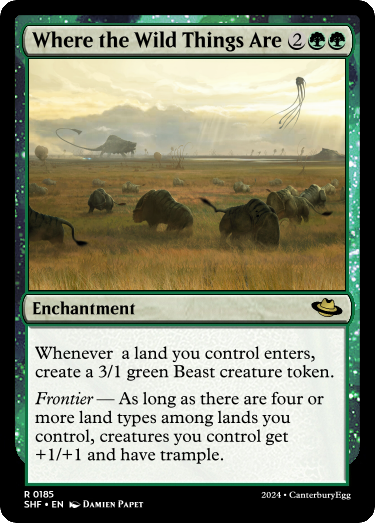 Where the Wild Things Are 2
Enchantment
Whenever  a land you control enters,
create a 3/1 green Beast creature token.
Frontier — As long as there are four or
more land types among lands you
control, creatures you control get
+1/+1 and have trample.
R 0185
SHF • EN Damien Papet
2024 • CanterburyEgg